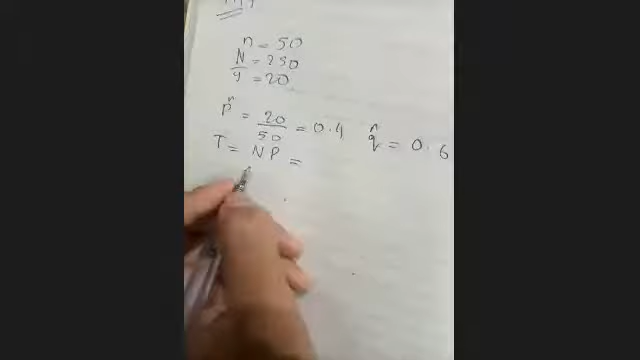 n = 50
N = 250
y = 20
p̂ = 20/50 = 0.4 q̂ = 0.6
T = NP =